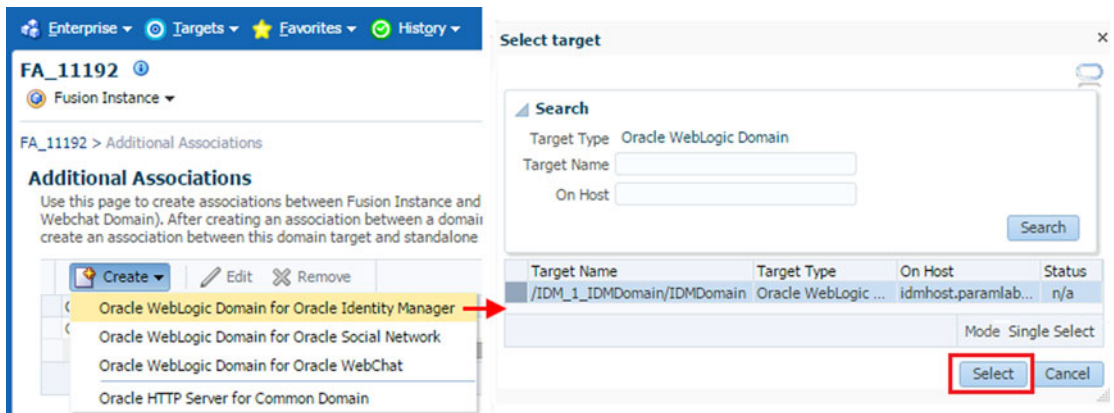 Enterprise Targets Favorites History
FA_11192
Fusion Instance
FA_11192 > Additional Associations
Additional Associations
Use this page to create associations between Fusion Instance and
Webchat Domain). After creating an association between a domain
create an association between this domain target and standalone
Create Edit Remove
Oracle WebLogic Domain for Oracle Identity Manager
Oracle WebLogic Domain for Oracle Social Network
Oracle WebLogic Domain for Oracle WebChat
Oracle HTTP Server for Common Domain
Select target
Search
Target Type Oracle WebLogic Domain
Target Name
On Host
Search
Target Name Target Type On Host Status
/IDM_1_IDMDomain/IDMDomain Oracle WebLogic ... idmhost.paramlab... n/a
Mode Single Select
Select Cancel